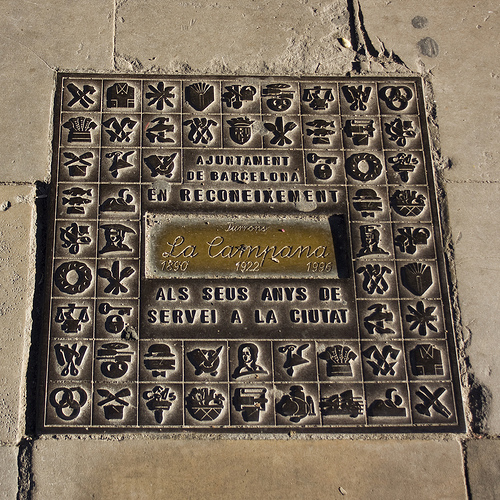 AJUNTAMENT
DE BARCELONA
EN RECONEIXEMENT
Turrons
La Campana
1890 1922 1996
ALS SEUS ANYS DE
SERVEI A LA CIUTAT